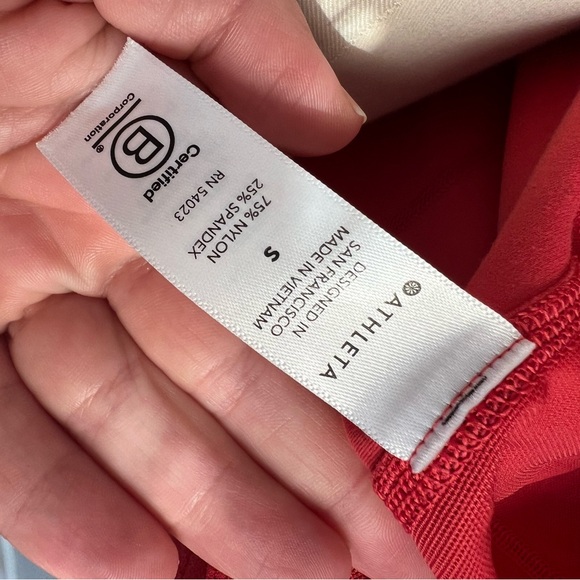 ATHLETA
DESIGNED IN
SAN FRANCISCO
MADE IN VIETNAM
S
75% NYLON
25% SPANDEX
RN 54023
Certified
B
®
Corporation